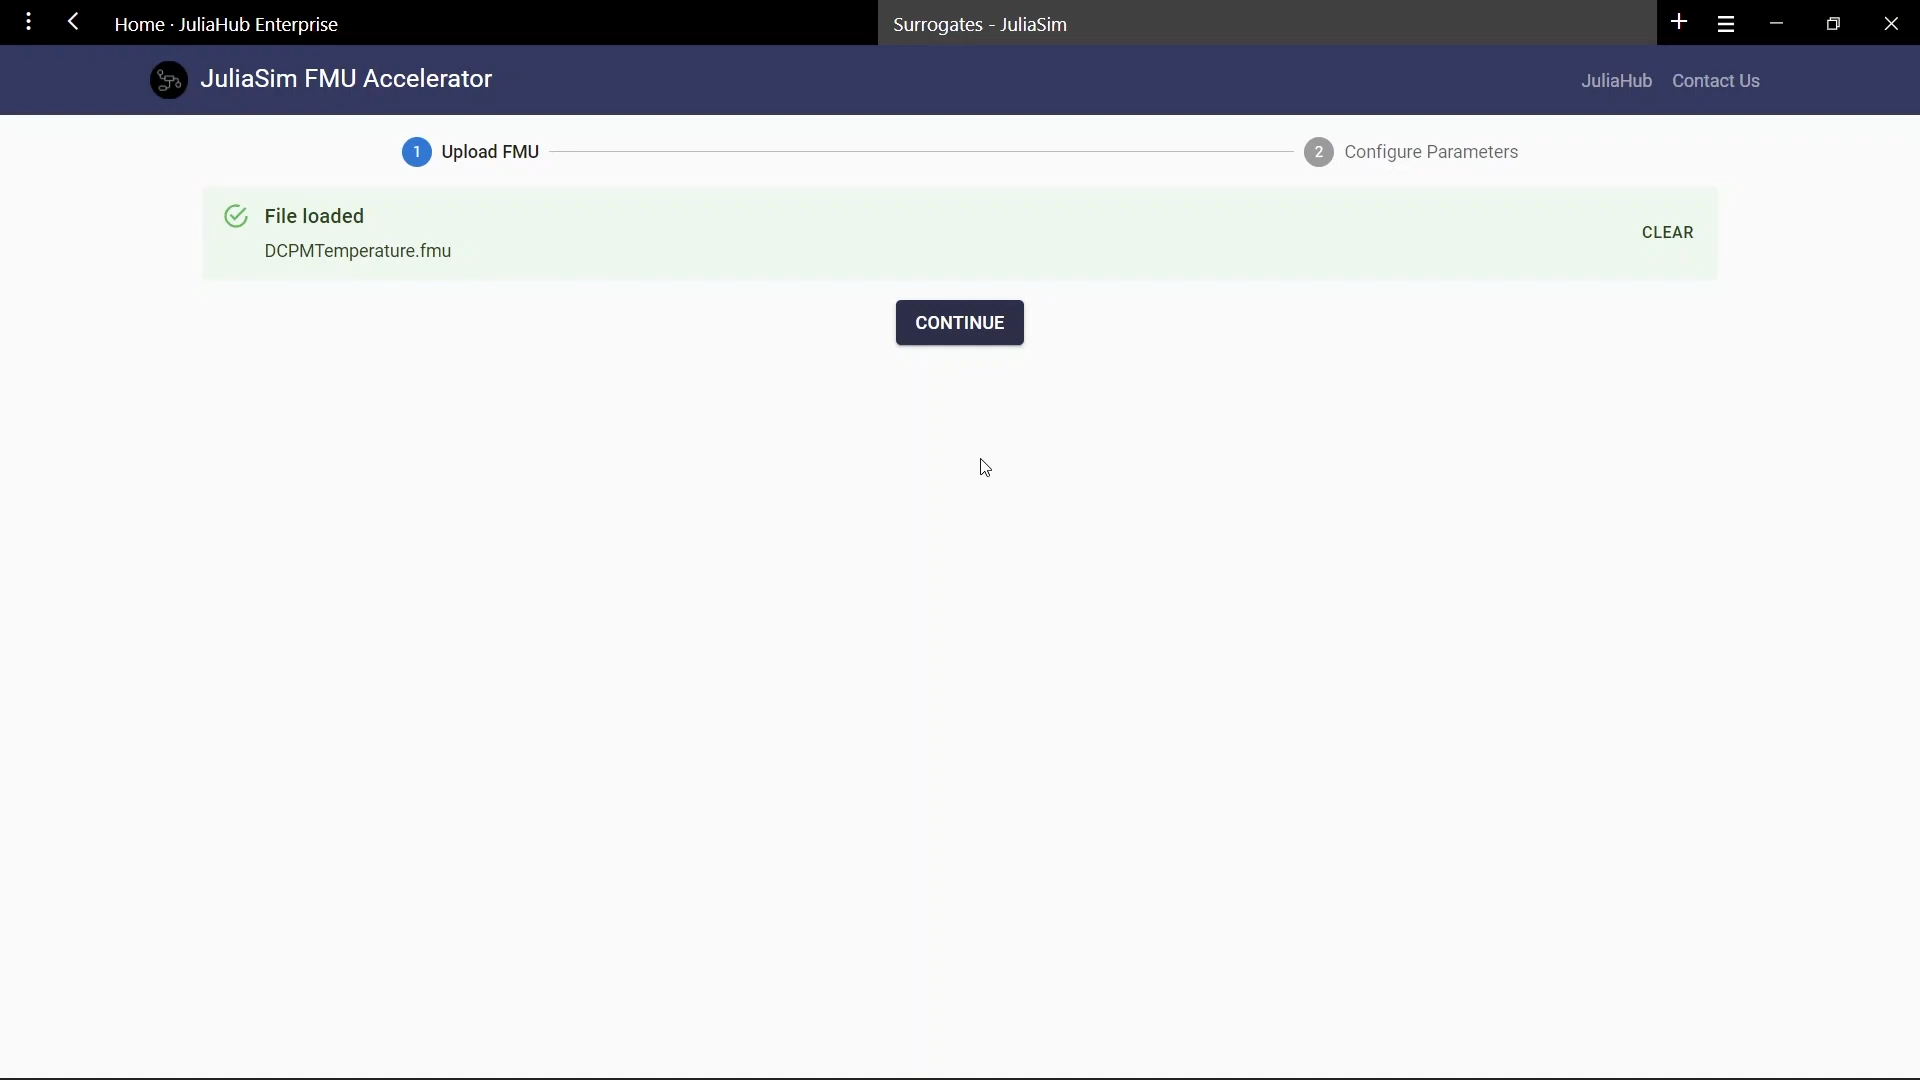 Home · JuliaHub Enterprise
Surrogates - JuliaSim
JuliaSim FMU Accelerator
JuliaHub
Contact Us
1 Upload FMU
2 Configure Parameters
File loaded
DCPMTemperature.fmu
CLEAR
CONTINUE